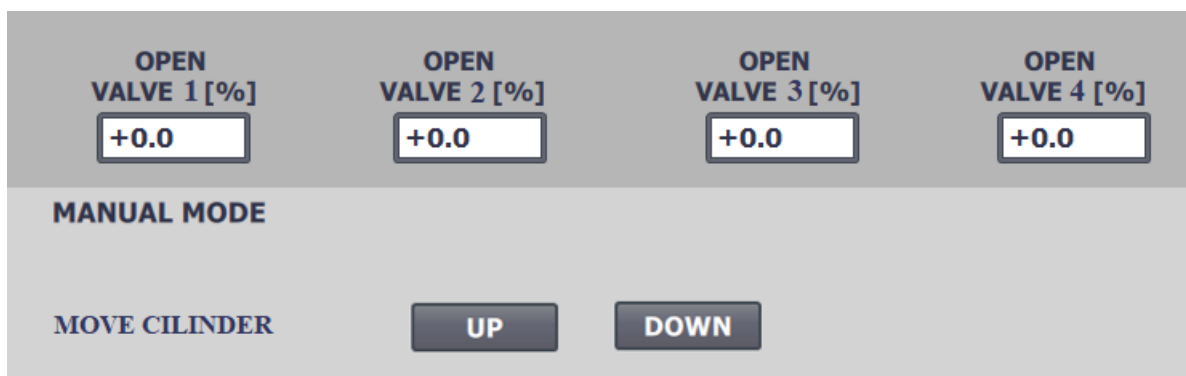 OPEN
VALVE 1 [%]
+0.0
OPEN
VALVE 2 [%]
+0.0
OPEN
VALVE 3 [%]
+0.0
OPEN
VALVE 4 [%]
+0.0
MANUAL MODE
MOVE CILINDER
UP
DOWN